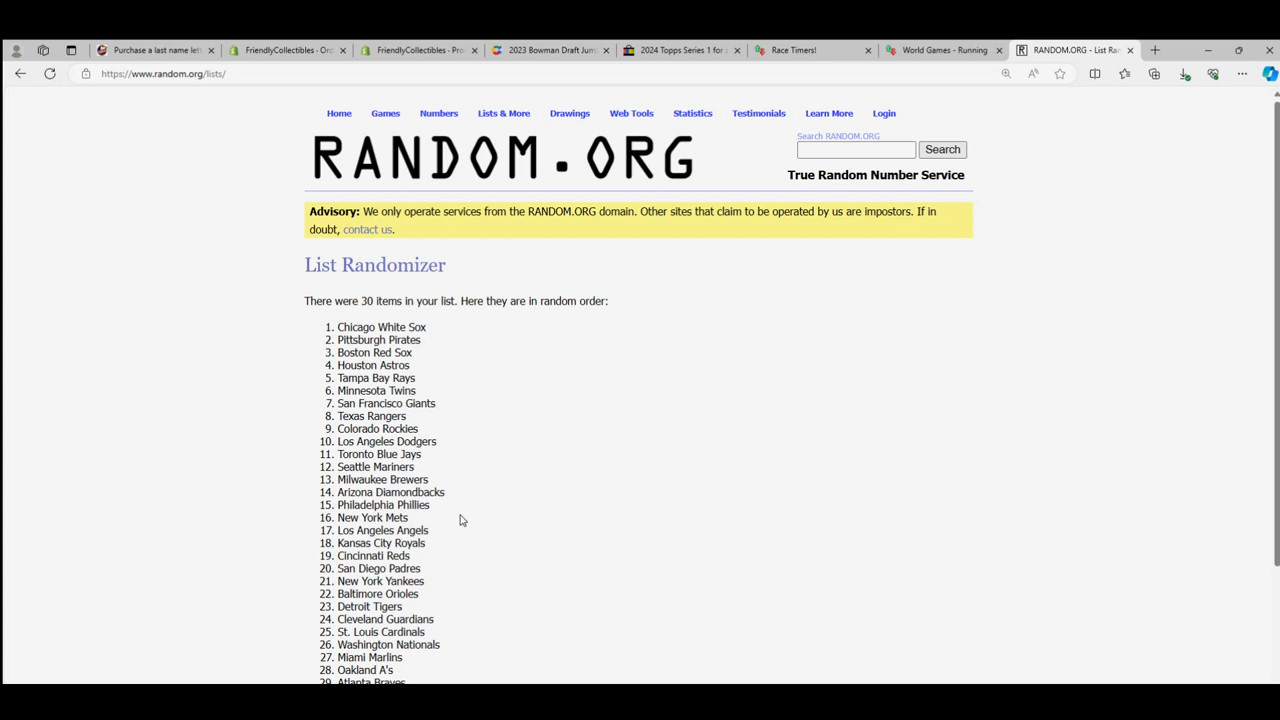 Purchase a last name lett
FriendlyCollectibles - Ord
FriendlyCollectibles - Pro
2023 Bowman Draft Jum
2024 Topps Series 1 for
Race Timers!
World Games - Running
RANDOM.ORG - List Ran
https://www.random.org/lists/
Home Games Numbers Lists & More Drawings Web Tools Statistics Testimonials Learn More Login
RANDOM.ORG
Search RANDOM.ORG
Search
True Random Number Service
Advisory: We only operate services from the RANDOM.ORG domain. Other sites that claim to be operated by us are impostors. If in
doubt, contact us.
List Randomizer
There were 30 items in your list. Here they are in random order:
1. Chicago White Sox
2. Pittsburgh Pirates
3. Boston Red Sox
4. Houston Astros
5. Tampa Bay Rays
6. Minnesota Twins
7. San Francisco Giants
8. Texas Rangers
9. Colorado Rockies
10. Los Angeles Dodgers
11. Toronto Blue Jays
12. Seattle Mariners
13. Milwaukee Brewers
14. Arizona Diamondbacks
15. Philadelphia Phillies
16. New York Mets
17. Los Angeles Angels
18. Kansas City Royals
19. Cincinnati Reds
20. San Diego Padres
21. New York Yankees
22. Baltimore Orioles
23. Detroit Tigers
24. Cleveland Guardians
25. St. Louis Cardinals
26. Washington Nationals
27. Miami Marlins
28. Oakland A's
29. Atlanta Braves